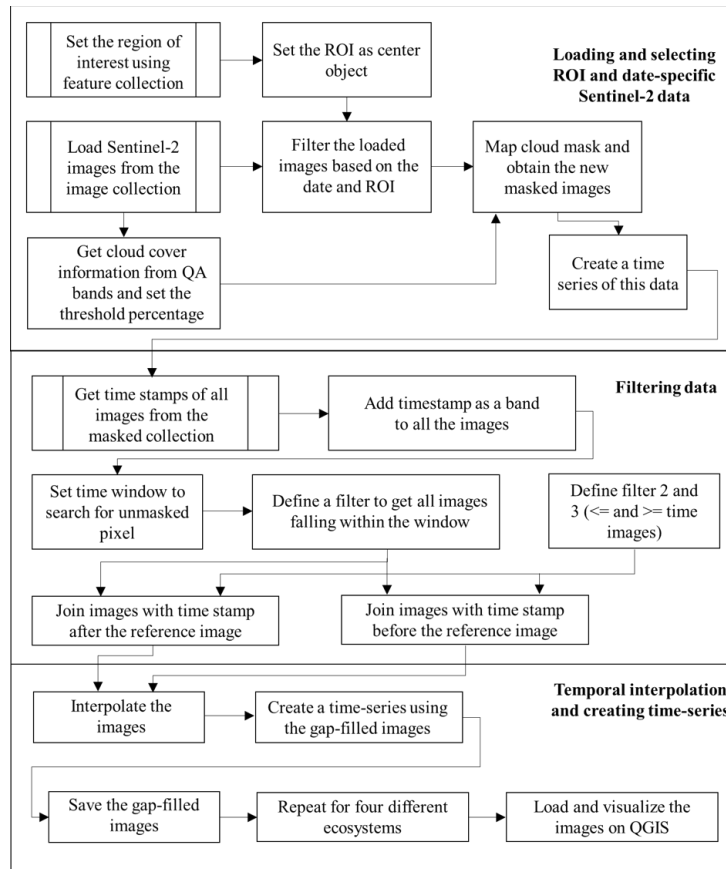 Set the region of
interest using
feature collection
Set the ROI as center
object
Loading and selecting
ROI and date-specific
Sentinel-2 data
Load Sentinel-2
images from the
image collection
Filter the loaded
images based on the
date and ROI
Map cloud mask and
obtain the new
masked images
Get cloud cover
information from QA
bands and set the
threshold percentage
Create a time
series of this data
Get time stamps of all
images from the
masked collection
Add timestamp as a band
to all the images
Filtering data
Set time window to
search for unmasked
pixel
Define a filter to get all images
falling within the window
Define filter 2 and
3 (<= and >= time
images)
Join images with time stamp
after the reference image
Join images with time stamp
before the reference image
Interpolate the
images
Create a time-series using
the gap-filled images
Temporal interpolation
and creating time-series
Save the gap-filled
images
Repeat for four different
ecosystems
Load and visualize the
images on QGIS